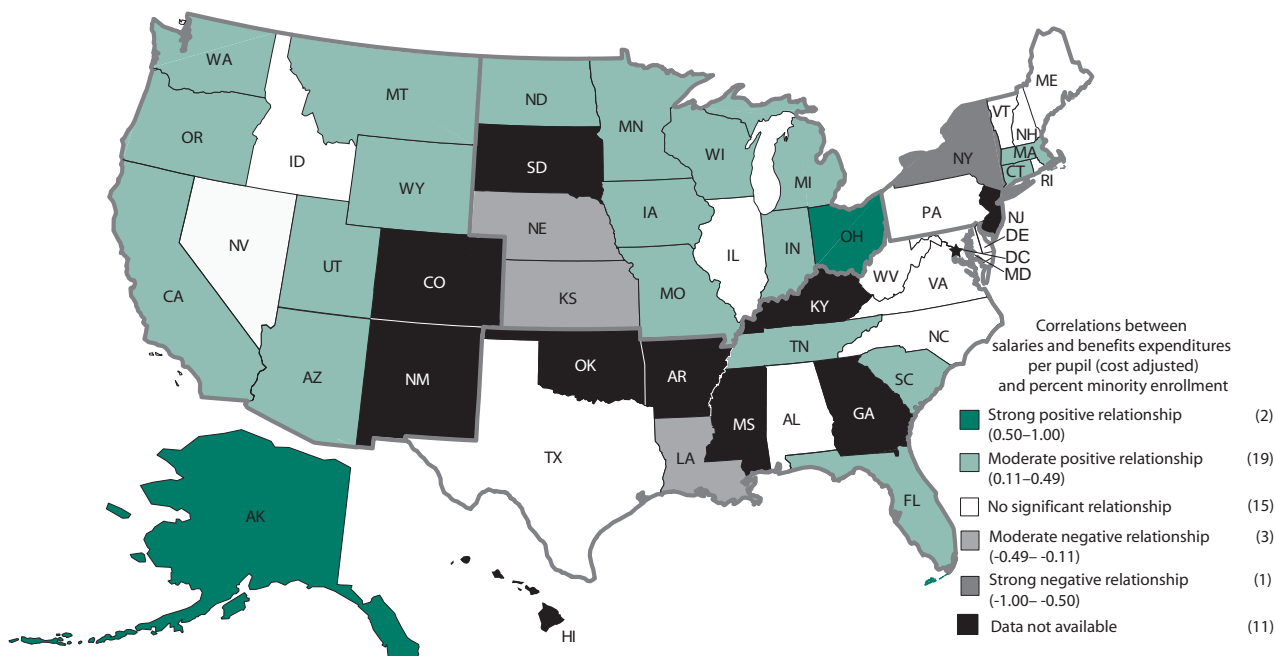 WA
MT
ND
MN
ME
VT
NH
OR
ID
SD
WI
NY
MA
CT
RI
WY
MI
IA
PA
NJ
DE
DC
MD
NE
NV
UT
CO
IL
IN
OH
WV
VA
CA
KS
MO
KY
NC
AZ
NM
OK
AR
TN
SC
MS
AL
GA
TX
LA
FL
AK
HI
Correlations between
salaries and benefits expenditures
per pupil (cost adjusted)
and percent minority enrollment
Strong positive relationship (2)
(0.50–1.00)
Moderate positive relationship (19)
(0.11–0.49)
No significant relationship (15)
Moderate negative relationship (3)
(-0.49– -0.11)
Strong negative relationship (1)
(-1.00– -0.50)
Data not available (11)